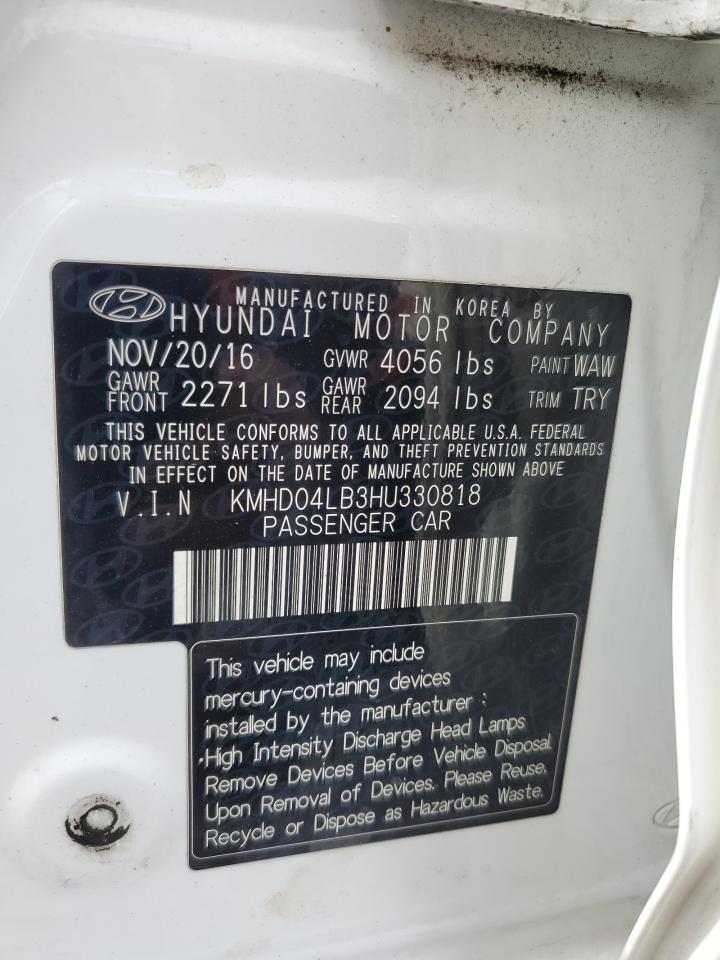 MANUFACTURED IN KOREA BY
HYUNDAI MOTOR COMPANY
NOV/20/16 GVWR 4056 lbs PAINT WAW
GAWR FRONT 2271 lbs GAWR REAR 2094 lbs TRIM TRY
THIS VEHICLE CONFORMS TO ALL APPLICABLE U.S.A. FEDERAL
MOTOR VEHICLE SAFETY, BUMPER, AND THEFT PREVENTION STANDARDS
IN EFFECT ON THE DATE OF MANUFACTURE SHOWN ABOVE
V.I.N KMHD04LB3HU330818
PASSENGER CAR
This vehicle may include
mercury-containing devices
installed by the manufacturer :
·High Intensity Discharge Head Lamps
Remove Devices Before Vehicle Disposal.
Upon Removal of Devices. Please Reuse,
Recycle or Dispose as Hazardous Waste.